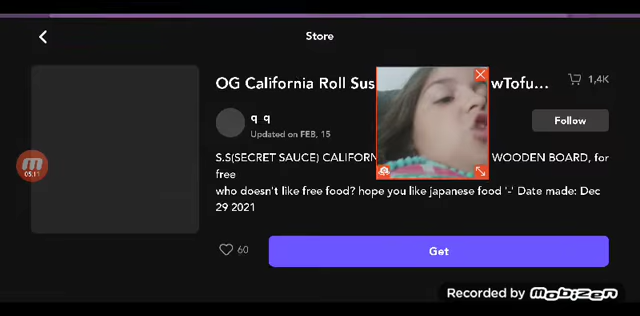 Store
OG California Roll Sus wTofu...
1,4K
q q
Updated on FEB, 15
Follow
S.S(SECRET SAUCE) CALIFORN WOODEN BOARD, for
free
who doesn't like free food? hope you like japanese food '-' Date made: Dec
29 2021
05:11
60
Get
Recorded by Mobizen